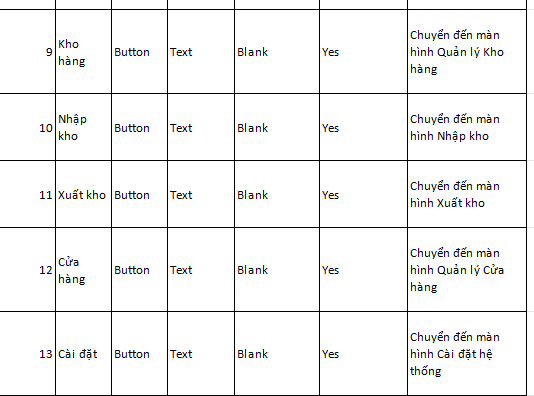 9 Kho hàng Button Text Blank Yes Chuyển đến màn hình Quản lý Kho hàng
10 Nhập kho Button Text Blank Yes Chuyển đến màn hình Nhập kho
11 Xuất kho Button Text Blank Yes Chuyển đến màn hình Xuất kho
12 Cửa hàng Button Text Blank Yes Chuyển đến màn hình Quản lý Cửa hàng
13 Cài đặt Button Text Blank Yes Chuyển đến màn hình Cài đặt hệ thống